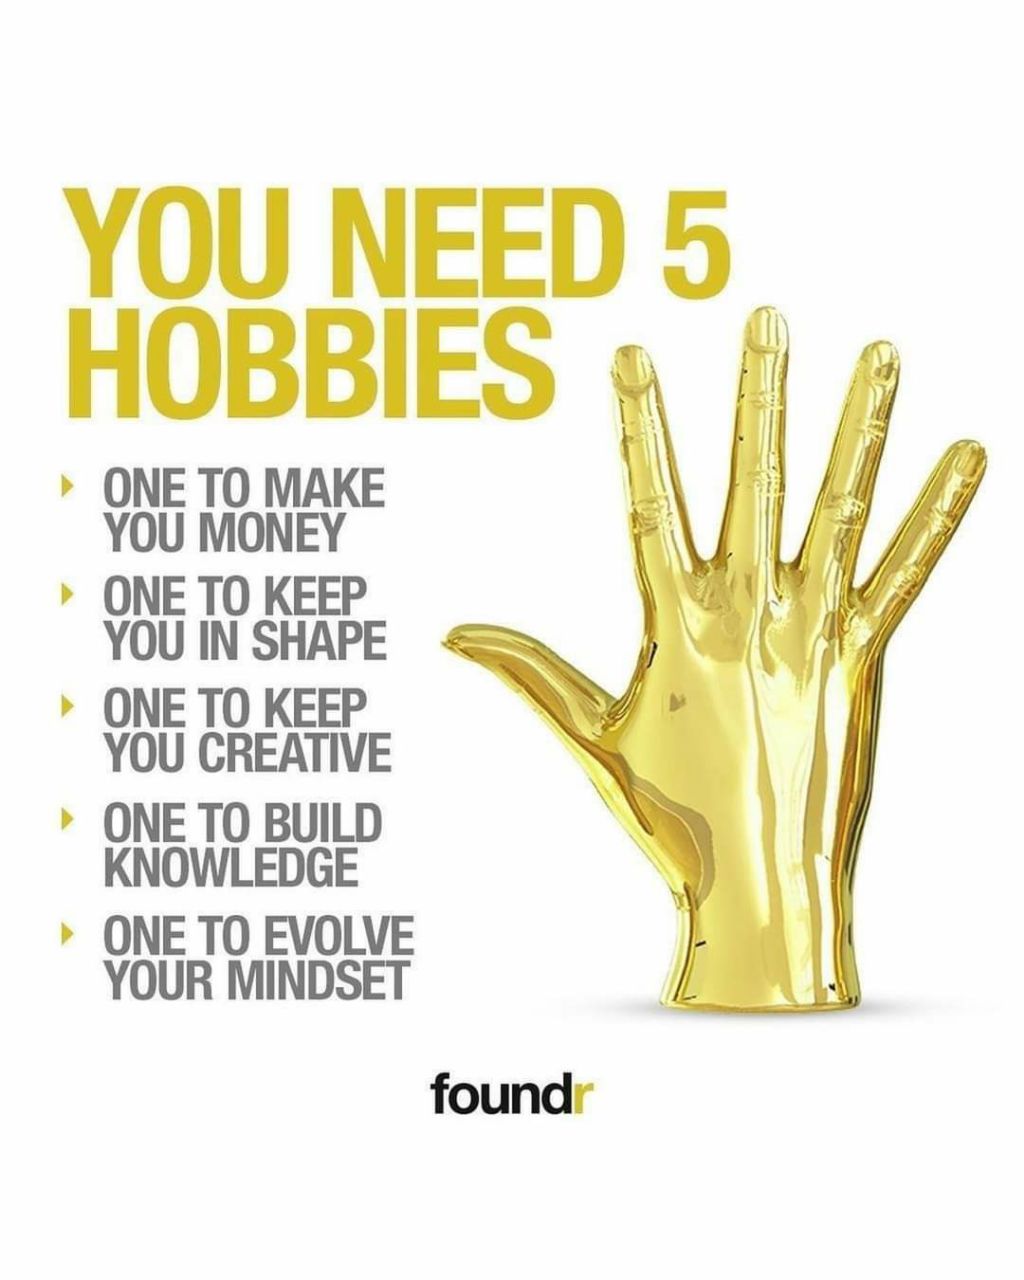 YOU NEED 5
HOBBIES
ONE TO MAKE
YOU MONEY
ONE TO KEEP
YOU IN SHAPE
ONE TO KEEP
YOU CREATIVE
ONE TO BUILD
KNOWLEDGE
ONE TO EVOLVE
YOUR MINDSET
foundr